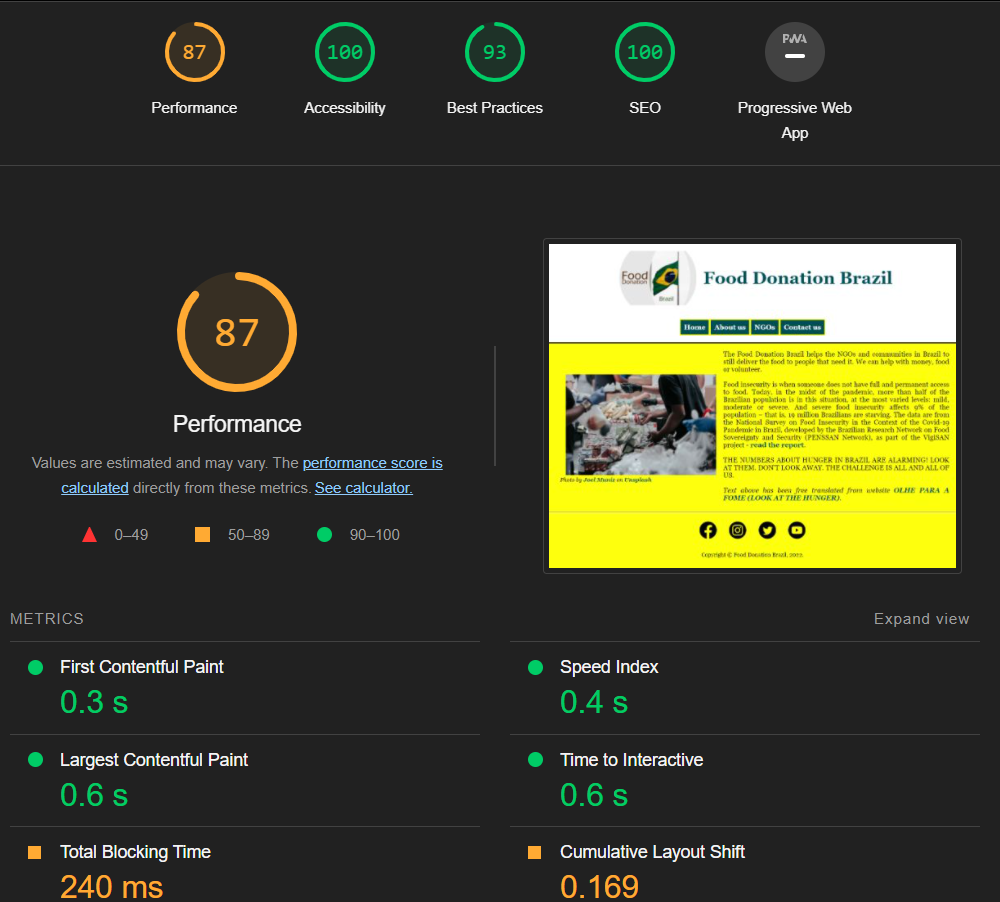 87
100
93
100
PWA
Performance
Accessibility
Best Practices
SEO
Progressive Web
App
87
Performance
Values are estimated and may vary. The performance score is
calculated directly from these metrics. See calculator.
0–49
50–89
90–100
Food
Donation
Brazil
Food Donation Brazil
Home
About us
NGOs
Contact us
The Food Donation Brazil helps the NGOs and communities in Brazil to
still deliver the food to people that need it. We can help with money, food
or volunteer.
Food insecurity is when someone does not have full and permanent access
to food. Today, in the midst of the pandemic, more than half of the
Brazilian population is in this situation, at the most varied levels: mild,
moderate or severe. And severe food insecurity affects 9% of the
population – that is, 19 million Brazilians are starving. The data are from
the National Survey on Food Insecurity in the Context of the Covid-19
Pandemic in Brazil, developed by the Brazilian Research Network on Food
Sovereignty and Security (PENSSAN Network), as part of the VigiSAN
project - read the report.
THE NUMBERS ABOUT HUNGER IN BRAZIL ARE ALARMING! LOOK
AT THEM. DON'T LOOK AWAY. THE CHALLENGE IS ALL AND ALL OF
US.
Text above has been free translated from website OLHE PARA A
FOME (LOOK AT THE HUNGER).
Photo by Joel Muniz on Unsplash
Copyright © Food Donation Brazil,
METRICS
Expand view
First Contentful Paint
0.3 s
Speed Index
0.4 s
Largest Contentful Paint
0.6 s
Time to Interactive
0.6 s
Total Blocking Time
240 ms
Cumulative Layout Shift
0.169